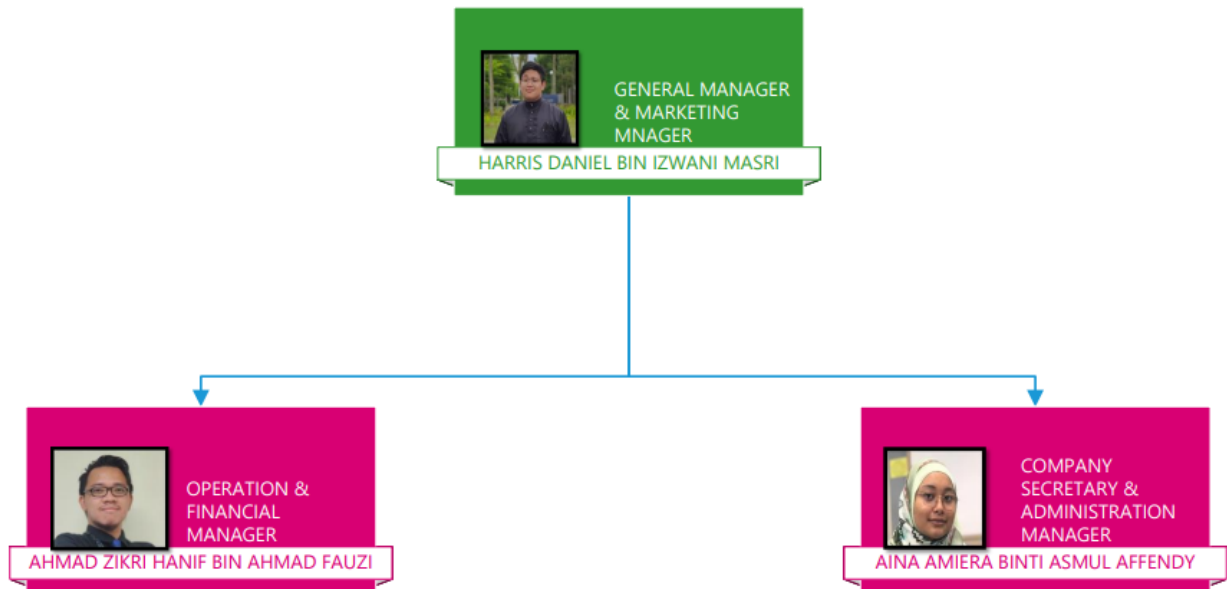 GENERAL MANAGER
& MARKETING
MNAGER
HARRIS DANIEL BIN IZWANI MASRI
OPERATION &
FINANCIAL
MANAGER
AHMAD ZIKRI HANIF BIN AHMAD FAUZI
COMPANY
SECRETARY &
ADMINISTRATION
MANAGER
AINA AMIERA BINTI ASMUL AFFENDY